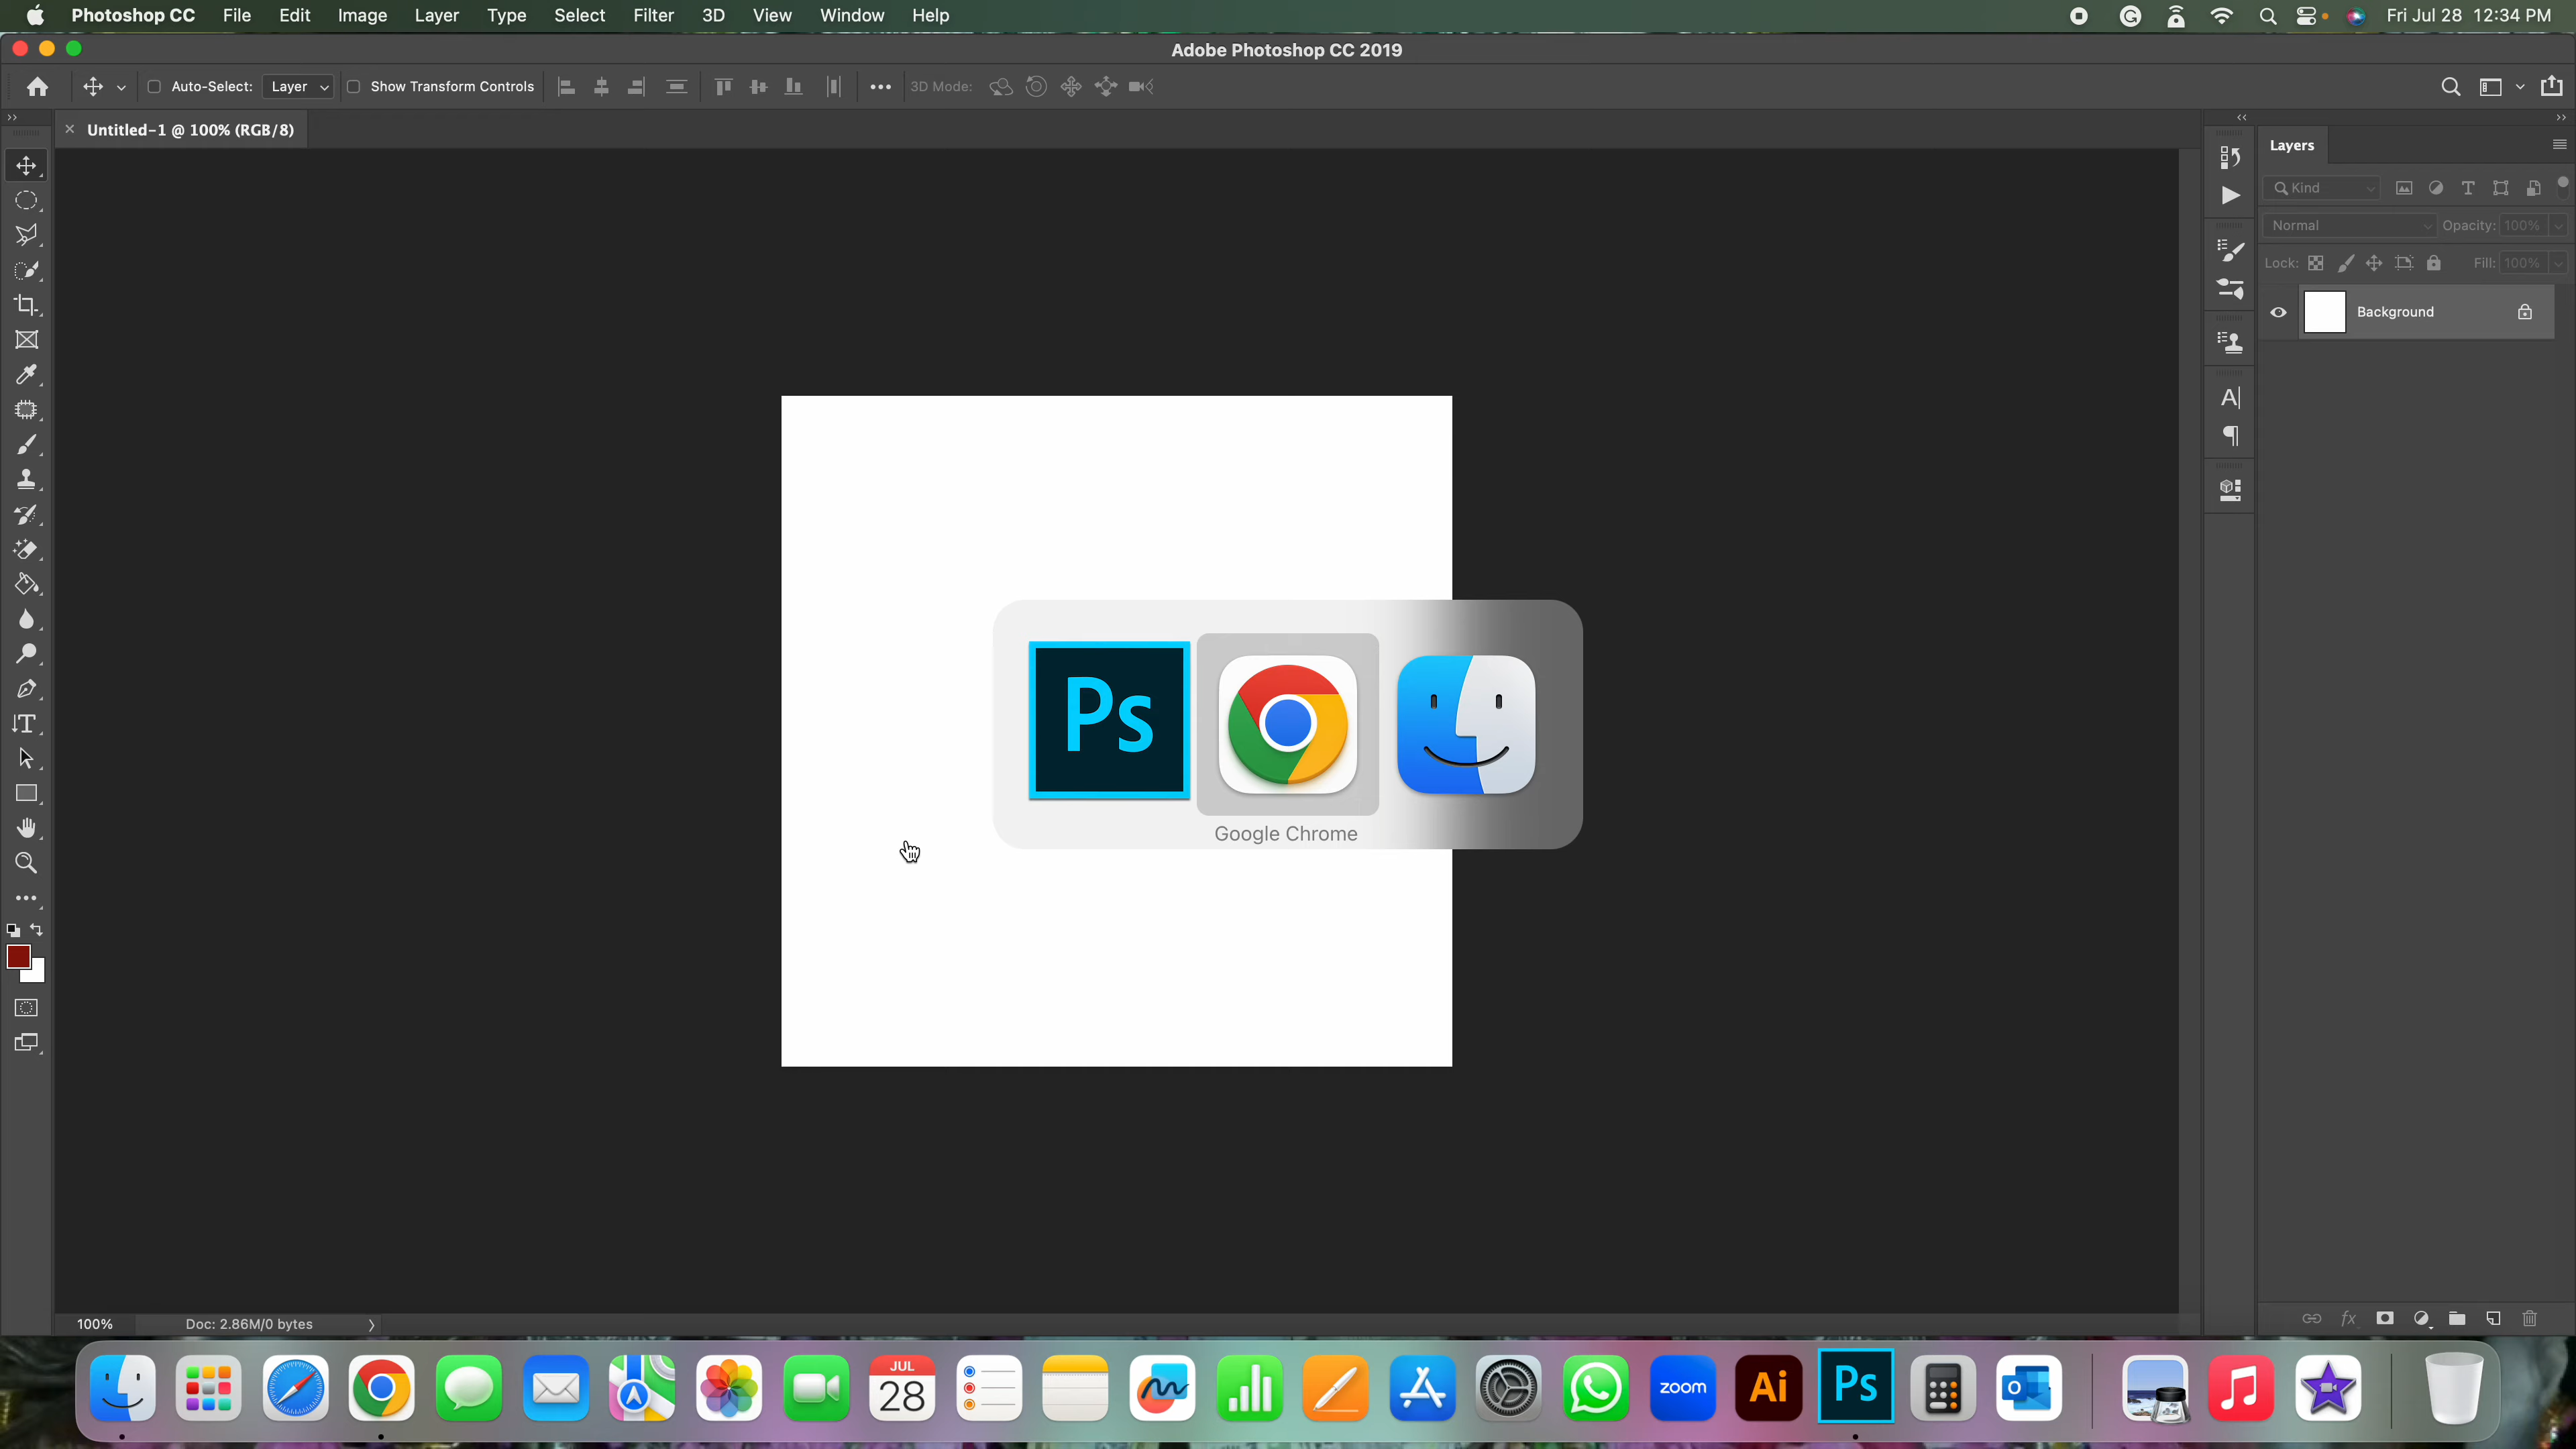 Photoshop CC File Edit Image Layer Type Select Filter 3D View Window Help Fri Jul 28 12:34 PM
Adobe Photoshop CC 2019
Auto-Select: Layer Show Transform Controls 3D Mode:
Untitled-1 @ 100% (RGB/8)
Layers
Kind
Normal Opacity: 100%
Lock: Fill: 100%
Background
Ps
Google Chrome
100% Doc: 2.86M/0 bytes
JUL
28
zoom
Ai
Ps